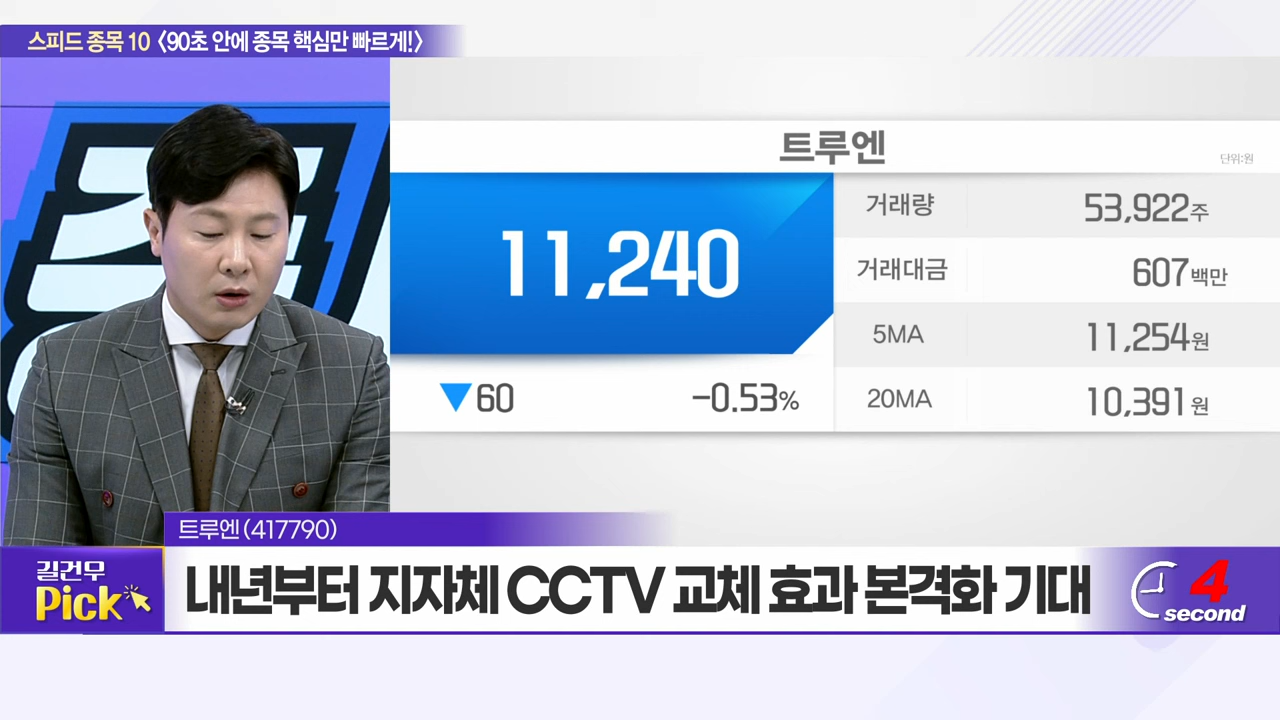 스피드 종목 10 <90초 안에 종목 핵심만 빠르게!>
트루엔
단위:원
11,240
▼60 -0.53%
거래량 53,922주
거래대금 607백만
5MA 11,254원
20MA 10,391원
트루엔(417790)
길건무
Pick
내년부터 지자체 CCTV 교체 효과 본격화 기대
4
second